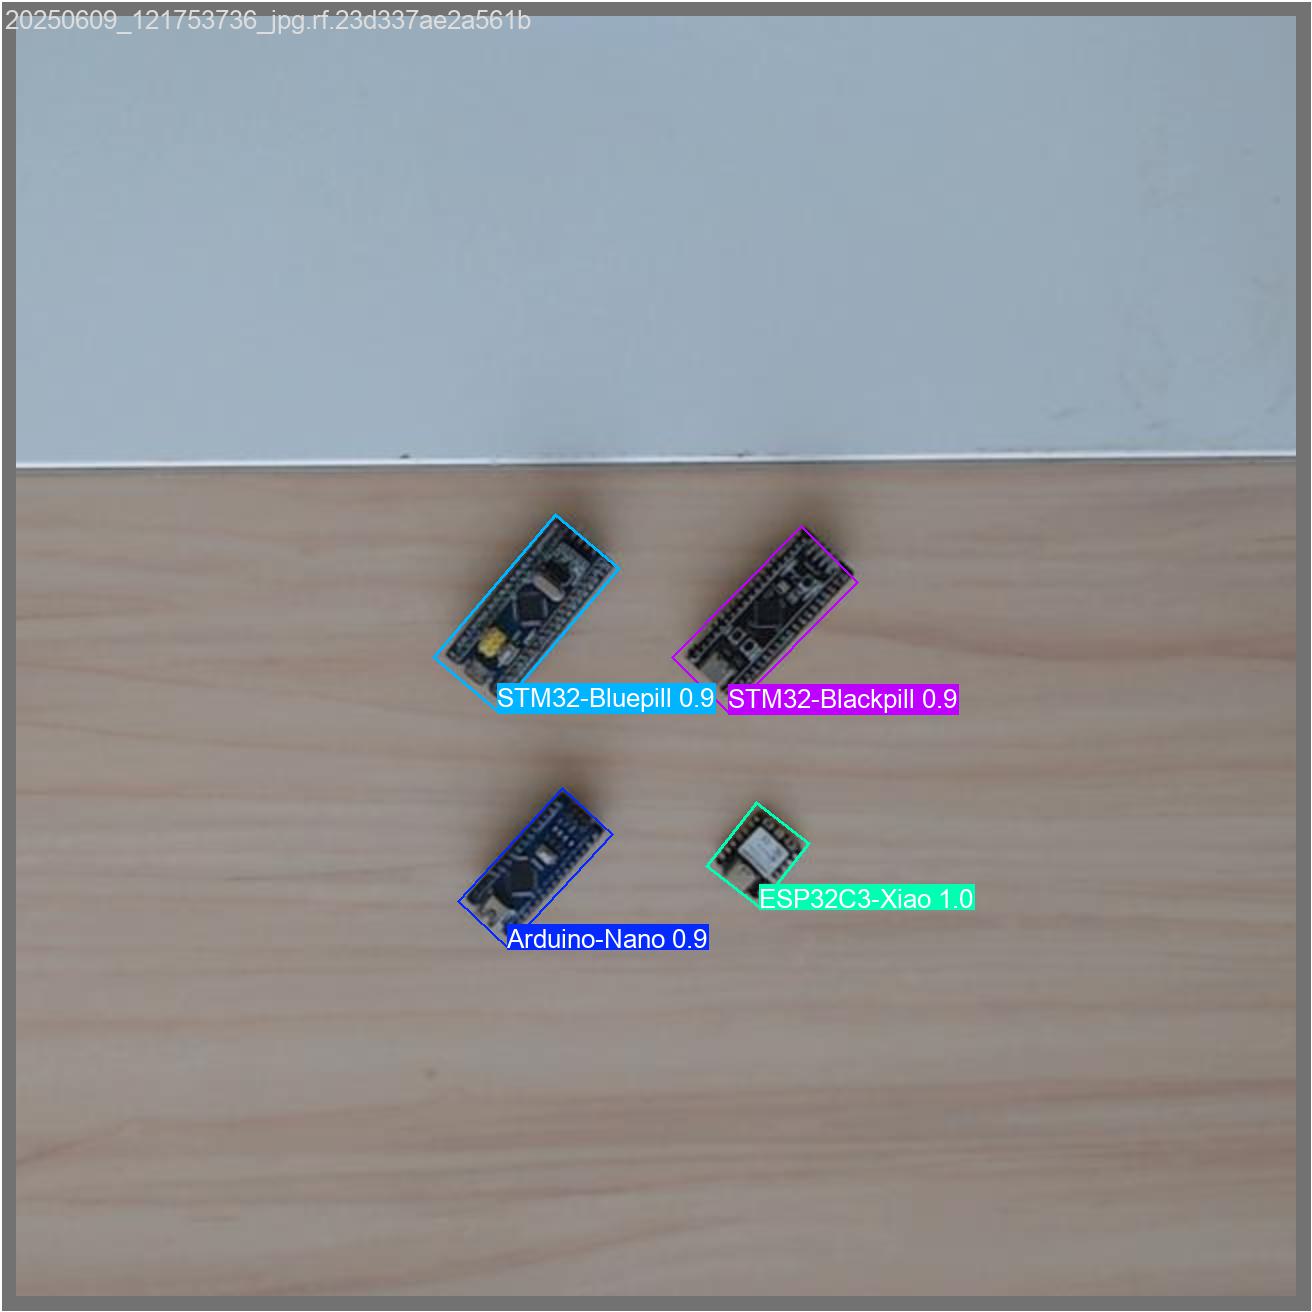 20250609_121753736_jpg.rf.23d337ae2a561b
STM32-Bluepill 0.9
STM32-Blackpill 0.9
ESP32C3-Xiao 1.0
Arduino-Nano 0.9